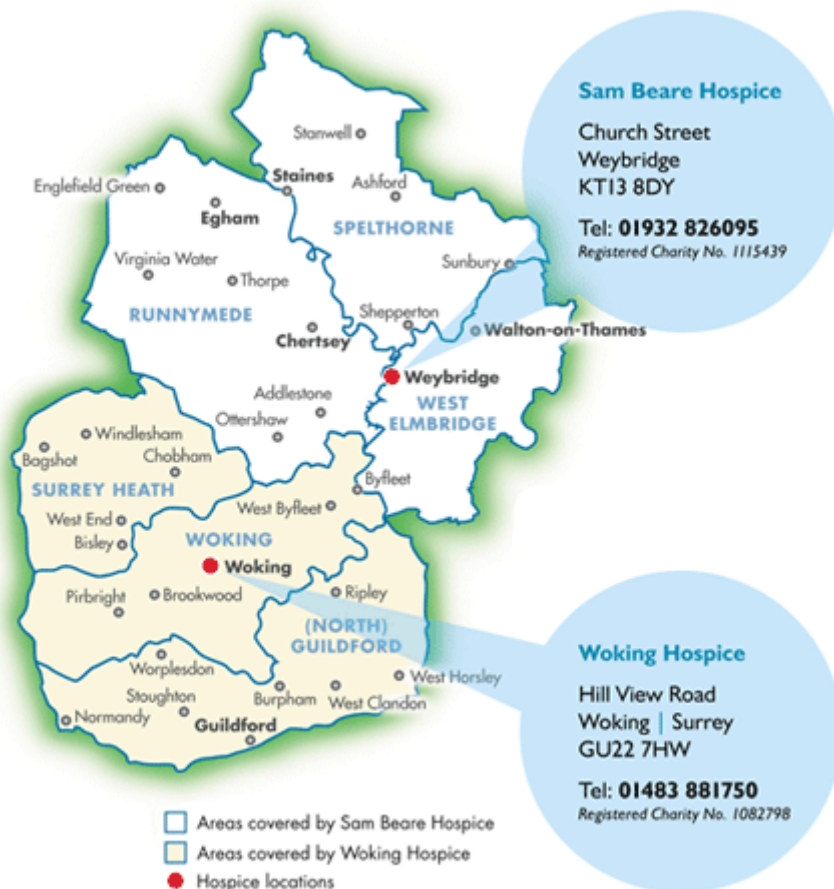 Sam Beare Hospice
Church Street
Weybridge
KT13 8DY
Tel: 01932 826095
Registered Charity No. 1115439
Stanwell
Staines
Ashford
Englefield Green
Egham
SPELTHORNE
Virginia Water
Thorpe
Sunbury
RUNNYMEDE
Shepperton
Chertsey
Walton-on-Thames
Weybridge
WEST
ELMBRIDGE
Addlestone
Ottershaw
Windlesham
Bagshot
Chobham
SURREY HEATH
Byfleet
West Byfleet
West End
Bisley
WOKING
Woking
Pirbright
Brookwood
Ripley
(NORTH)
GUILDFORD
Worplesdon
West Horsley
Stoughton
Burpham
West Clandon
Normandy
Guildford
Woking Hospice
Hill View Road
Woking | Surrey
GU22 7HW
Tel: 01483 881750
Registered Charity No. 1082798
Areas covered by Sam Beare Hospice
Areas covered by Woking Hospice
Hospice locations